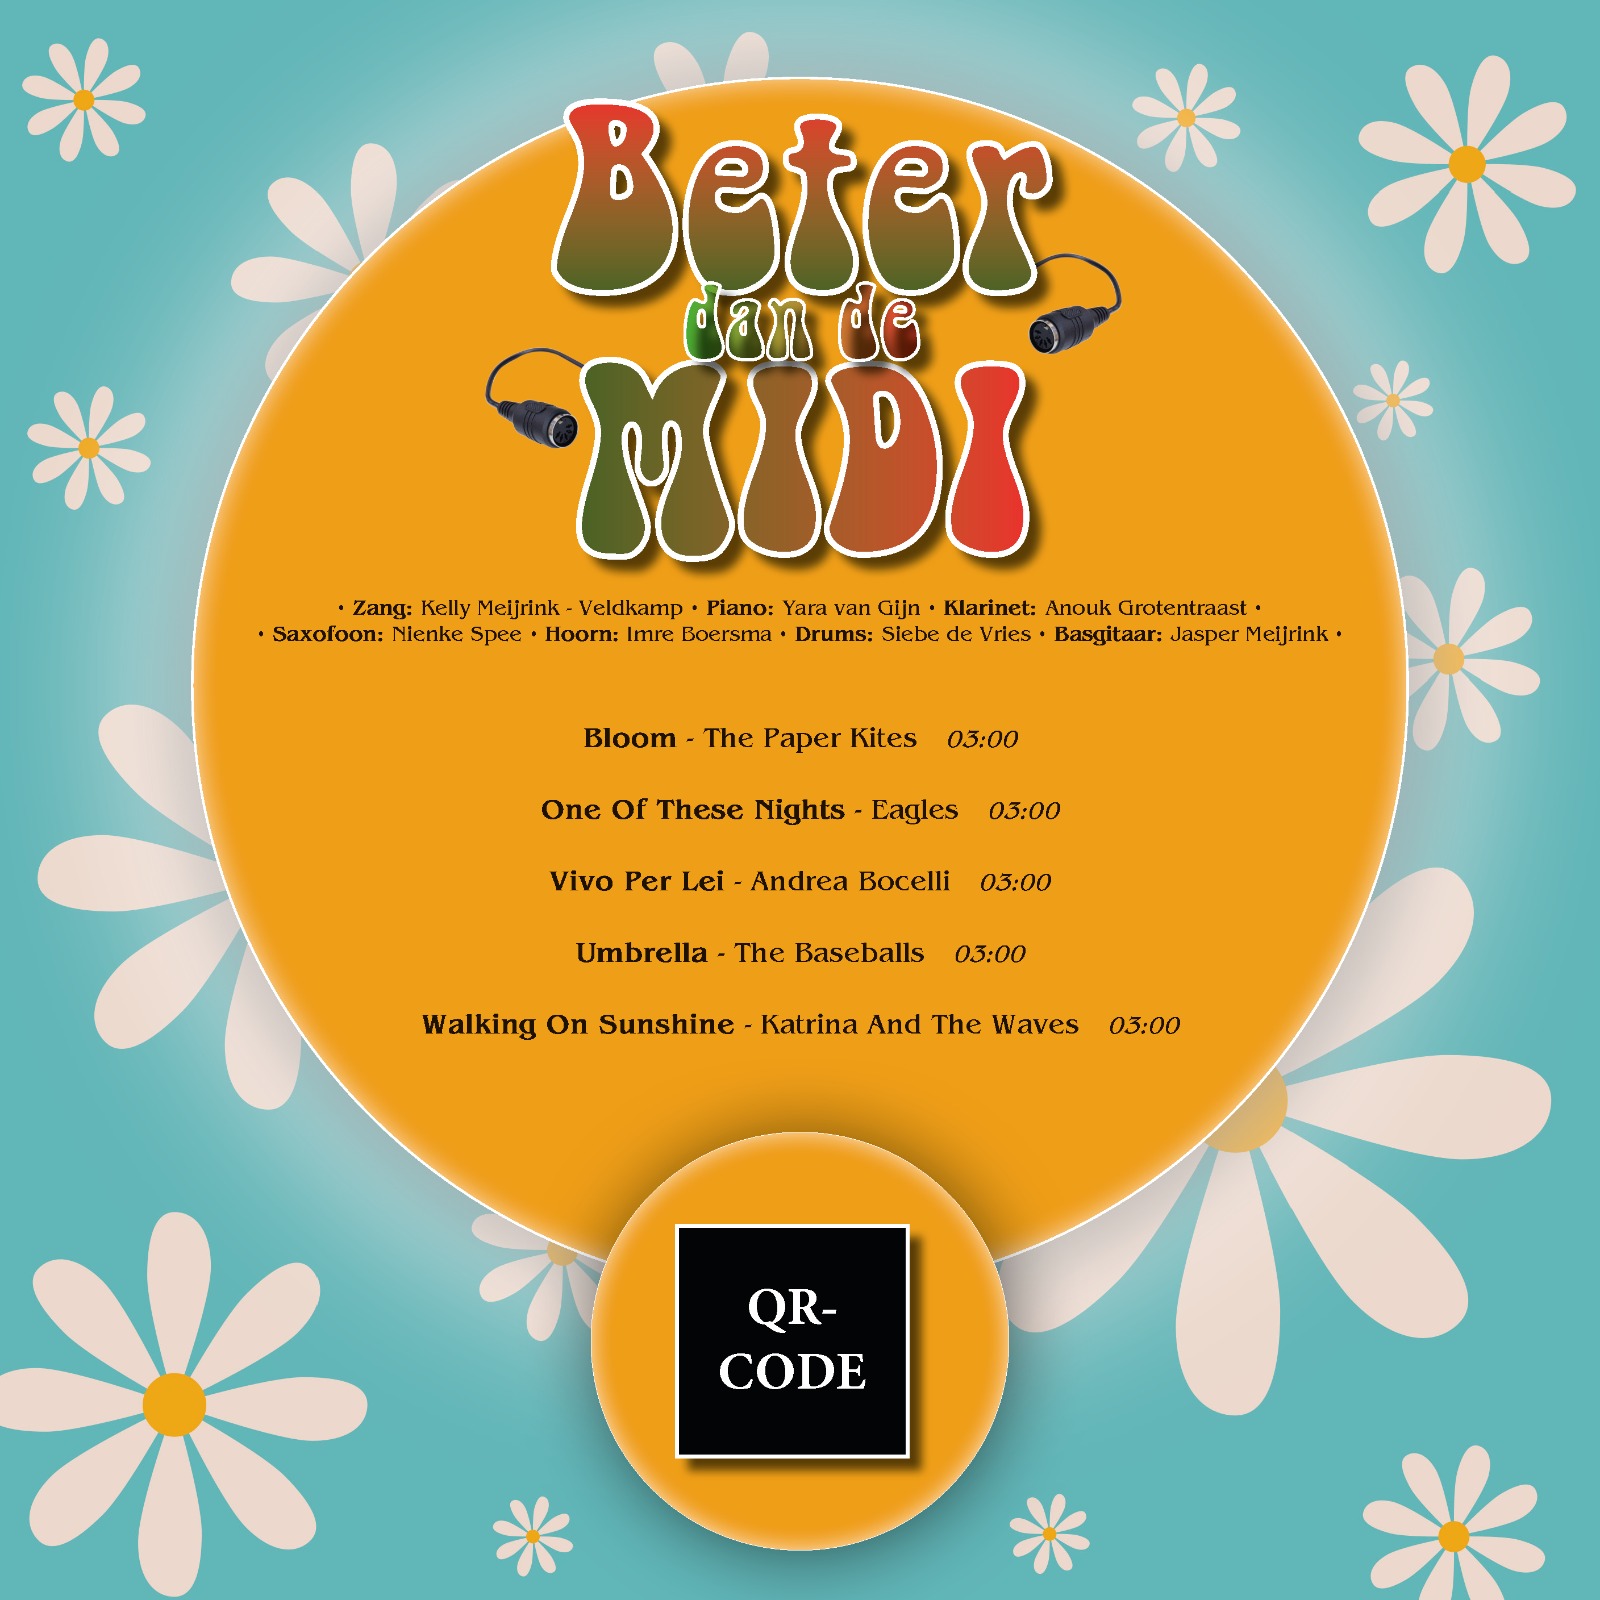 Beter
dan de
MIDI
• Zang: Kelly Meijrink - Veldkamp • Piano: Yara van Gijn • Klarinet: Anouk Grotentraast •
• Saxofoon: Nienke Spee • Hoorn: Imre Boersma • Drums: Siebe de Vries • Basgitaar: Jasper Meijrink •
Bloom - The Paper Kites 03:00
One Of These Nights - Eagles 03:00
Vivo Per Lei - Andrea Bocelli 03:00
Umbrella - The Baseballs 03:00
Walking On Sunshine - Katrina And The Waves 03:00
QR-
CODE